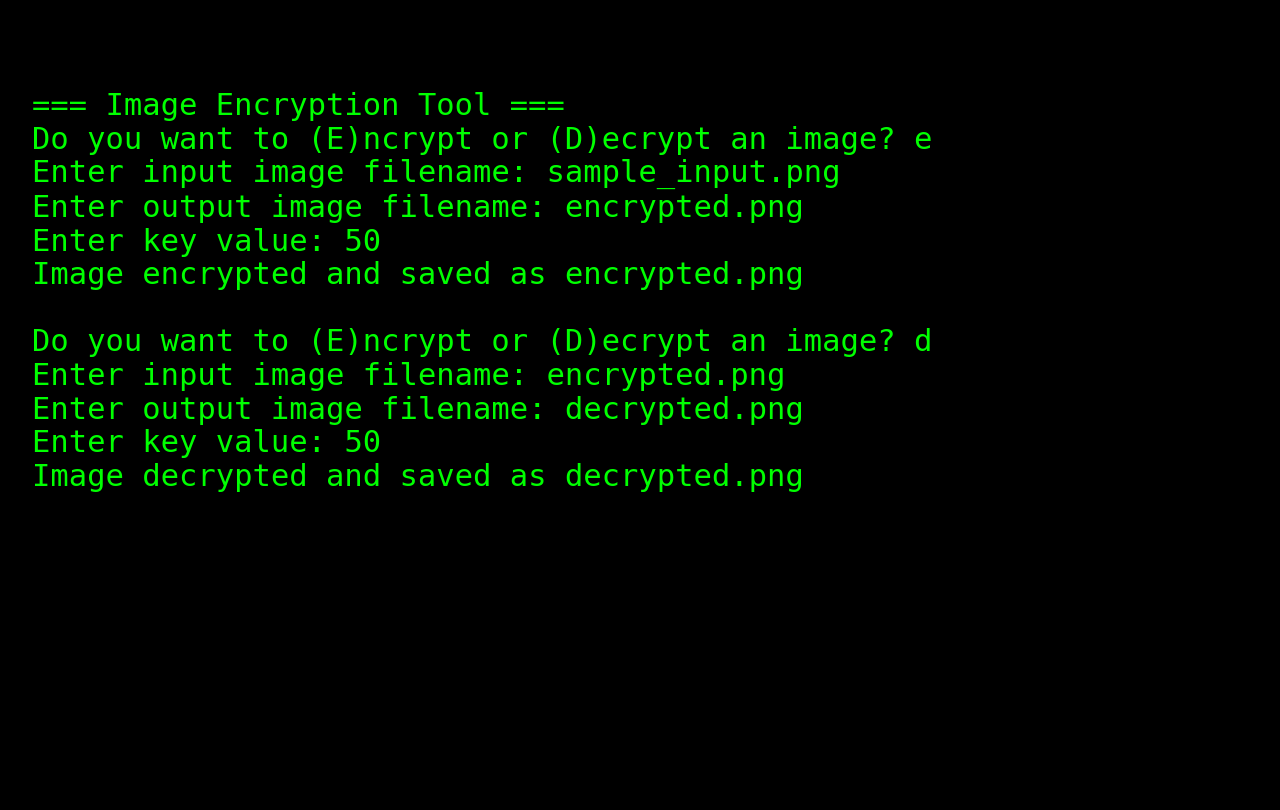 === Image Encryption Tool ===
Do you want to (E)ncrypt or (D)ecrypt an image? e
Enter input image filename: sample_input.png
Enter output image filename: encrypted.png
Enter key value: 50
Image encrypted and saved as encrypted.png

Do you want to (E)ncrypt or (D)ecrypt an image? d
Enter input image filename: encrypted.png
Enter output image filename: decrypted.png
Enter key value: 50
Image decrypted and saved as decrypted.png